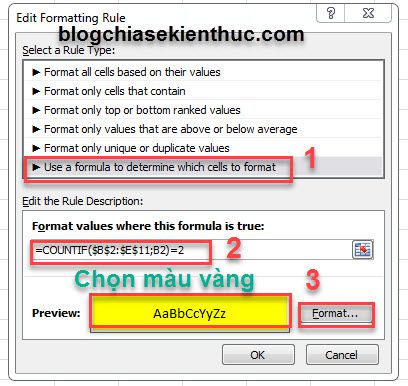 Edit Formatting Rule
blogchiasekienthuc.com
Select a Rule Type:
► Format all cells based on their values
► Format only cells that contain
► Format only top or bottom ranked values
► Format only values that are above or below average
► Format only unique or duplicate values
► Use a formula to determine which cells to format
1
Edit the Rule Description:
Format values where this formula is true:
=COUNTIF($B$2:$E$11;B2)=2
2
Chọn màu vàng
3
Preview:
AaBbCcYyZz
Format...
OK
Cancel